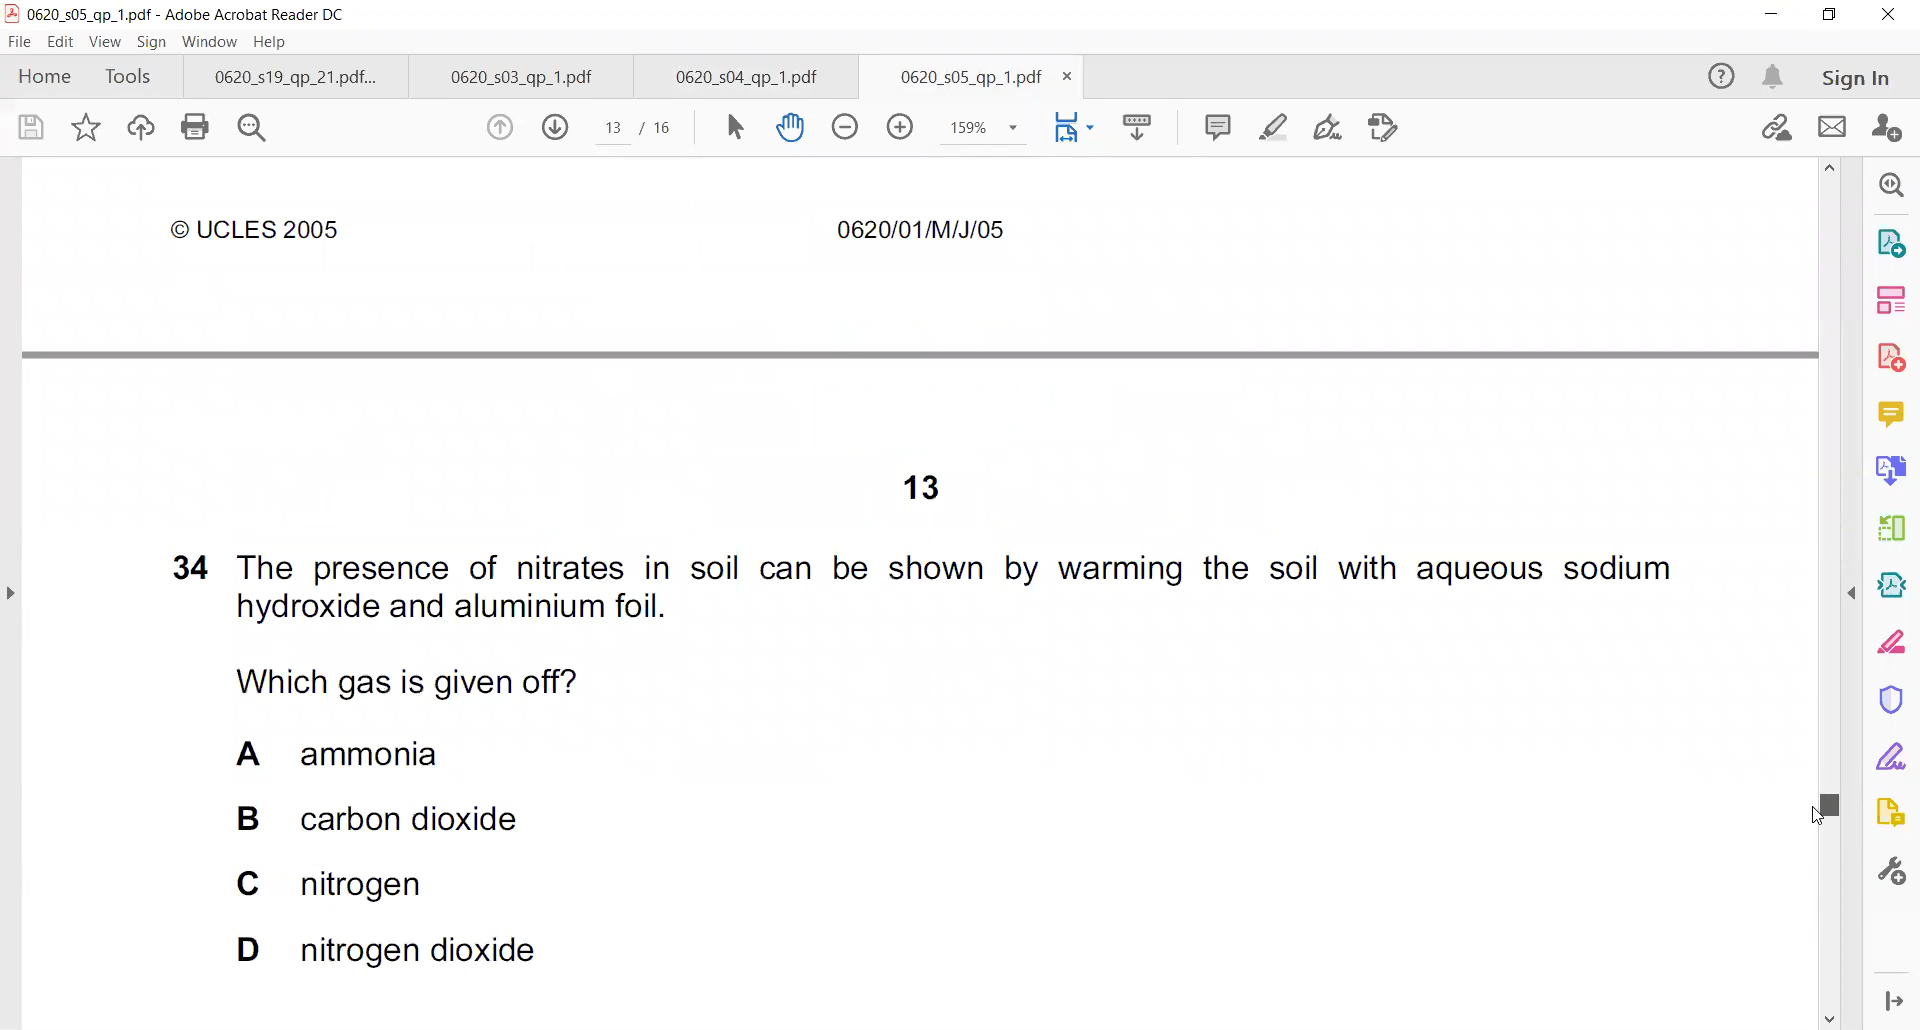 0620_s05_qp_1.pdf - Adobe Acrobat Reader DC
File Edit View Sign Window Help
Home Tools 0620_s19_qp_21.pdf... 0620_s03_qp_1.pdf 0620_s04_qp_1.pdf 0620_s05_qp_1.pdf × Sign In
13 / 16 159%
© UCLES 2005 0620/01/M/J/05
13
34 The presence of nitrates in soil can be shown by warming the soil with aqueous sodium
hydroxide and aluminium foil.
Which gas is given off?
A ammonia
B carbon dioxide
C nitrogen
D nitrogen dioxide